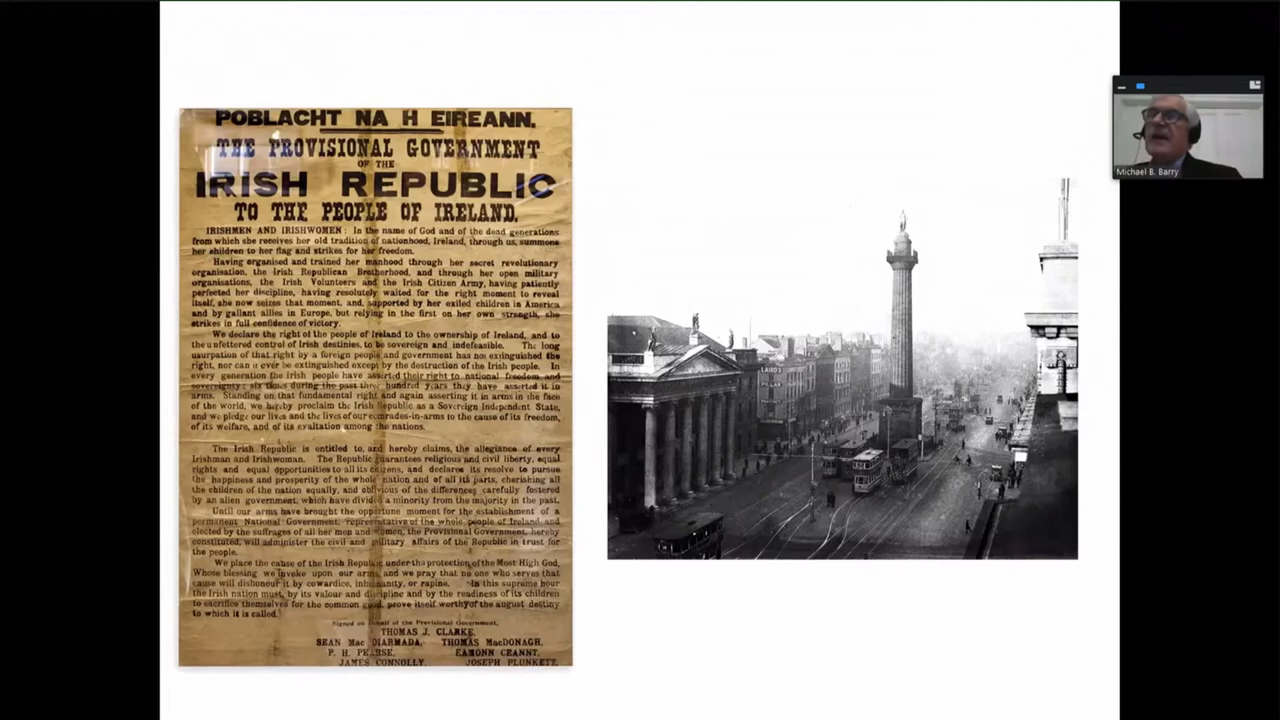 POBLACHT NA H EIREANN.
THE PROVISIONAL GOVERNMENT
OF THE
IRISH REPUBLIC
TO THE PEOPLE OF IRELAND.
IRISHMEN AND IRISHWOMEN : In the name of God and of the dead generations
from which she receives her old tradition of nationhood, Ireland, through us, summons
her children to her flag and strikes for her freedom.
Having organised and trained her manhood through her secret revolutionary
organisation, the Irish Republican Brotherhood, and through her open military
organisations, the Irish Volunteers and the Irish Citizen Army, having patiently
perfected her discipline, having resolutely waited for the right moment to reveal
itself, she now seizes that moment, and, supported by her exiled children in America
and by gallant allies in Europe, but relying in the first on her own strength, she
strikes in full confidence of victory.
We declare the right of the people of Ireland to the ownership of Ireland, and to
the unfettered control of Irish destinies, to be sovereign and indefeasible. The long
usurpation of that right by a foreign people and government has not extinguished the
right, nor can it ever be extinguished except by the destruction of the Irish people. In
every generation the Irish people have asserted their right to national freedom and
sovereignty ; six times during the past three hundred years they have asserted it in
arms. Standing on that fundamental right and again asserting it in arms in the face
of the world, we hereby proclaim the Irish Republic as a Sovereign Independent State,
and we pledge our lives and the lives of our comrades-in-arms to the cause of its freedom,
of its welfare, and of its exaltation among the nations.
The Irish Republic is entitled to, and hereby claims, the allegiance of every
Irishman and Irishwoman. The Republic guarantees religious and civil liberty, equal
rights and equal opportunities to all its citizens, and declares its resolve to pursue
the happiness and prosperity of the whole nation and of all its parts, cherishing all
the children of the nation equally, and oblivious of the differences carefully fostered
by an alien government, which have divided a minority from the majority in the past.
Until our arms have brought the opportune moment for the establishment of a
permanent National Government, representative of the whole people of Ireland and
elected by the suffrages of all her men and women, the Provisional Government, hereby
constituted, will administer the civil and military affairs of the Republic in trust for
the people.
We place the cause of the Irish Republic under the protection of the Most High God,
Whose blessing we invoke upon our arms, and we pray that no one who serves that
cause will dishonour it by cowardice, inhumanity, or rapine. In this supreme hour
the Irish nation must, by its valour and discipline and by the readiness of its children
to sacrifice themselves for the common good, prove itself worthy of the august destiny
to which it is called.
Signed on Behalf of the Provisional Government,
THOMAS J. CLARKE,
SEAN Mac DIARMADA, THOMAS MacDONAGH,
P. H. PEARSE, EAMONN CEANNT,
JAMES CONNOLLY, JOSEPH PLUNKETT.
LAIRD'S
PILLAR
Michael B. Barry